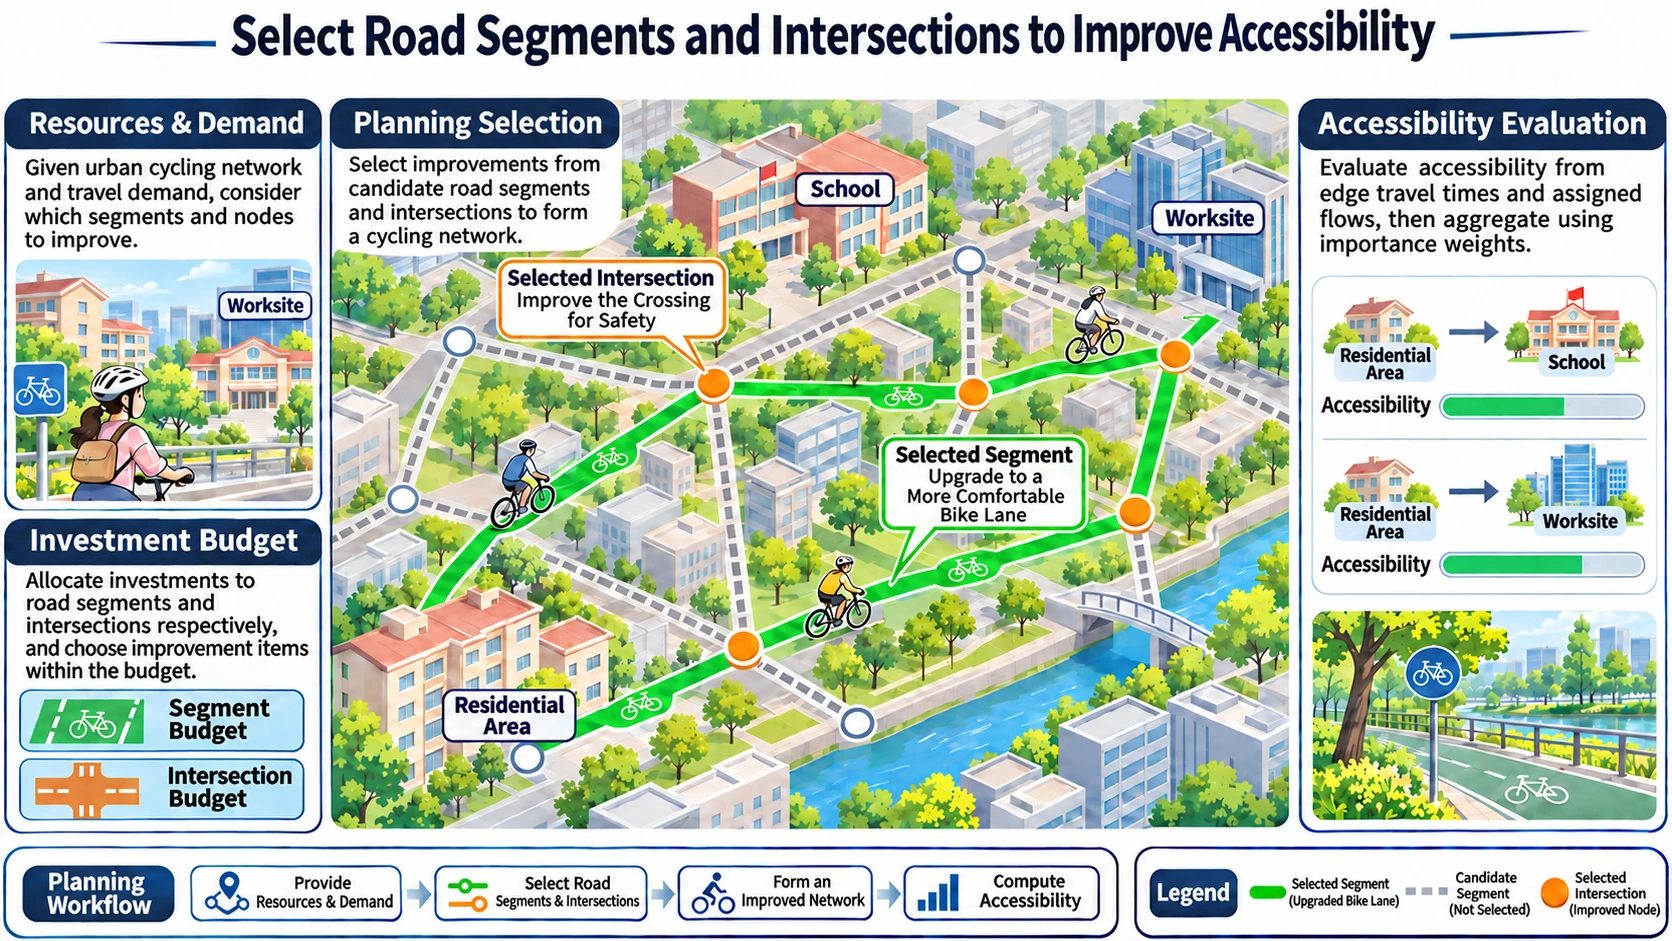 Select Road Segments and Intersections to Improve Accessibility
Resources & Demand
Given urban cycling network
and travel demand, consider
which segments and nodes
to improve.
Worksite
Investment Budget
Allocate investments to
road segments and
intersections respectively,
and choose improvement items
within the budget.
Segment
Budget
Intersection
Budget
Planning Selection
Select improvements from
candidate road segments
and intersections to form
a cycling network.
School
Worksite
Selected Intersection
Improve the Crossing
for Safety
Selected Segment
Upgrade to a
More Comfortable
Bike Lane
Residential
Area
Accessibility Evaluation
Evaluate accessibility from
edge travel times and assigned
flows, then aggregate using
importance weights.
Residential
Area
School
Accessibility
Residential
Area
Worksite
Accessibility
Planning
Workflow
Provide
Resources & Demand
Select Road
Segments & Intersections
Form an
Improved Network
Compute
Accessibility
Legend
Selected Segment
(Upgraded Bike Lane)
Candidate
Segment
(Not Selected)
Selected
Intersection
(Improved Node)